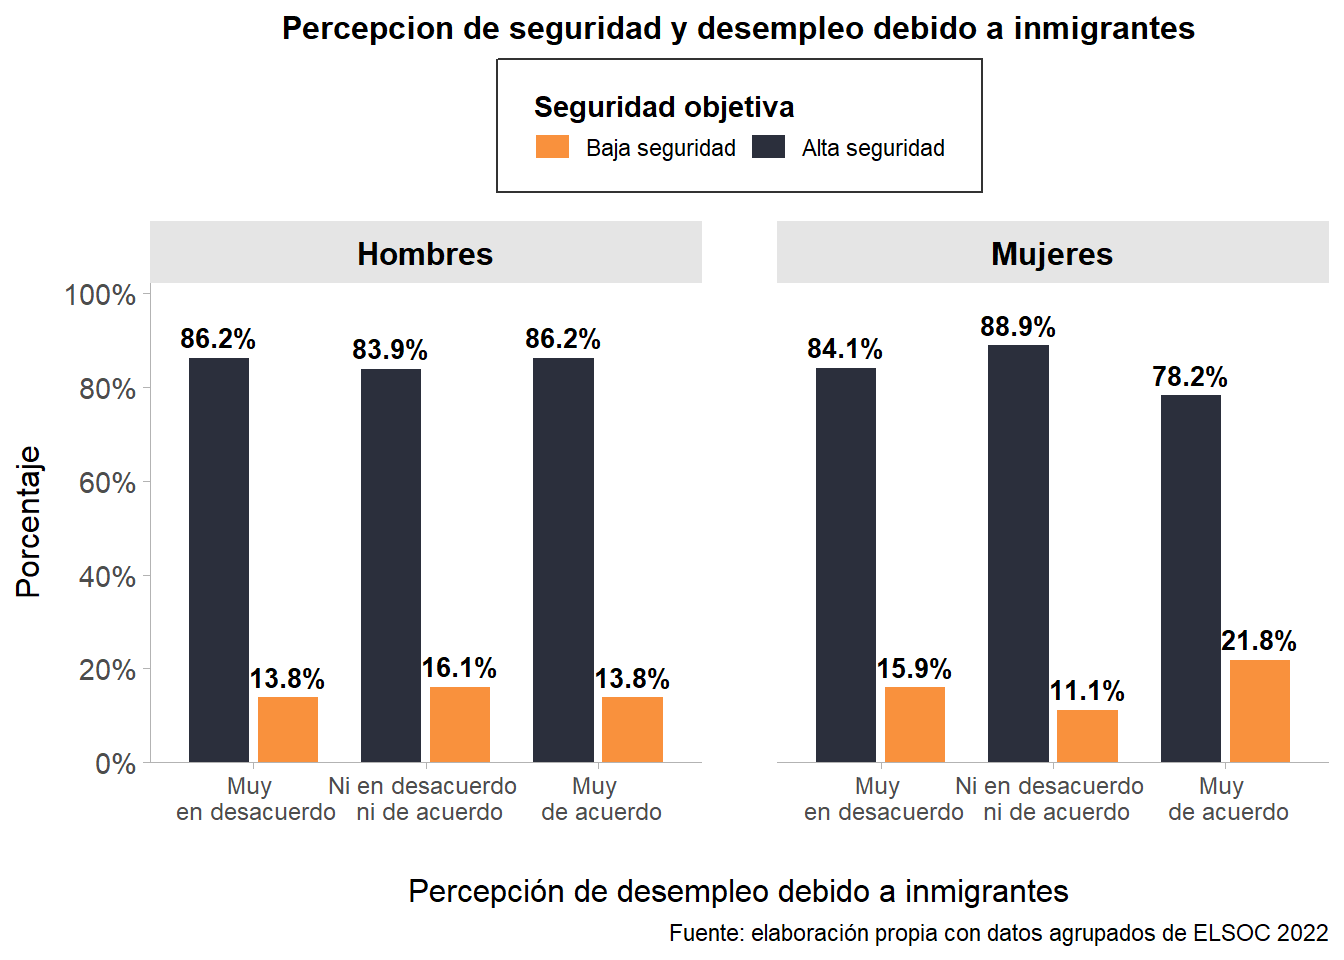 Percepcion de seguridad y desempleo debido a inmigrantes
Seguridad objetiva
Baja seguridad Alta seguridad
Hombres
Mujeres
Porcentaje
100%
80%
60%
40%
20%
0%
86.2%
13.8%
83.9%
16.1%
86.2%
13.8%
84.1%
15.9%
88.9%
11.1%
78.2%
21.8%
Muy
en desacuerdo
Ni en desacuerdo
ni de acuerdo
Muy
de acuerdo
Muy
en desacuerdo
Ni en desacuerdo
ni de acuerdo
Muy
de acuerdo
Percepción de desempleo debido a inmigrantes
Fuente: elaboración propia con datos agrupados de ELSOC 2022